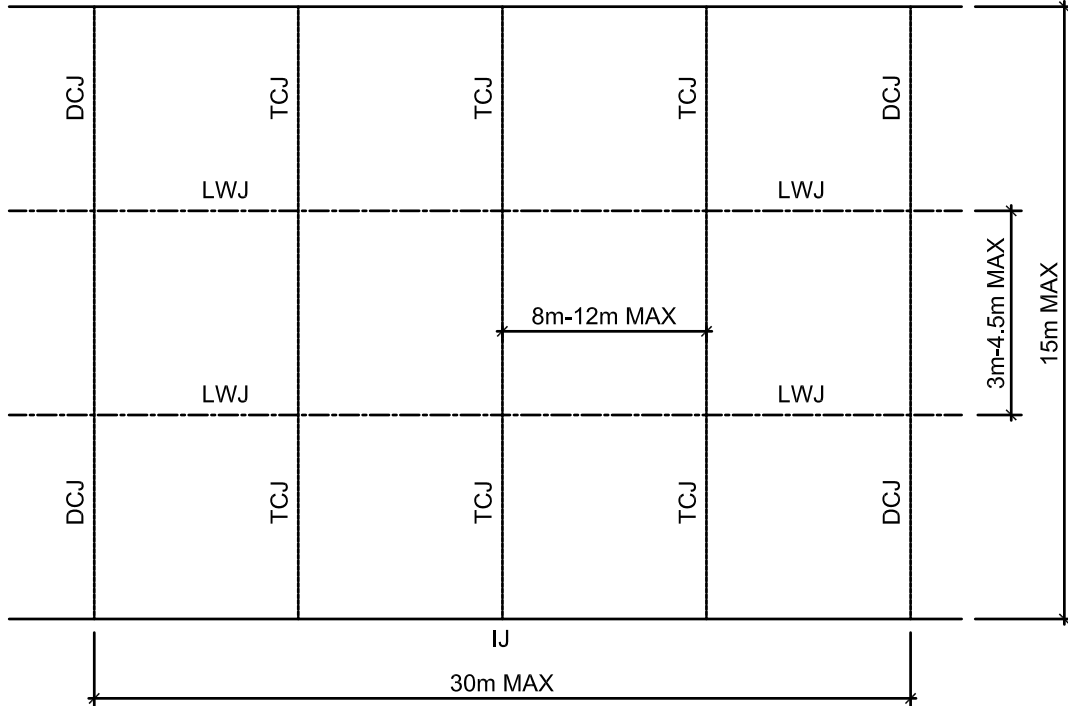 DCJ TCJ TCJ TCJ DCJ
LWJ LWJ
8m-12m MAX
3m-4.5m MAX
15m MAX
LWJ LWJ
DCJ TCJ TCJ TCJ DCJ
IJ
30m MAX